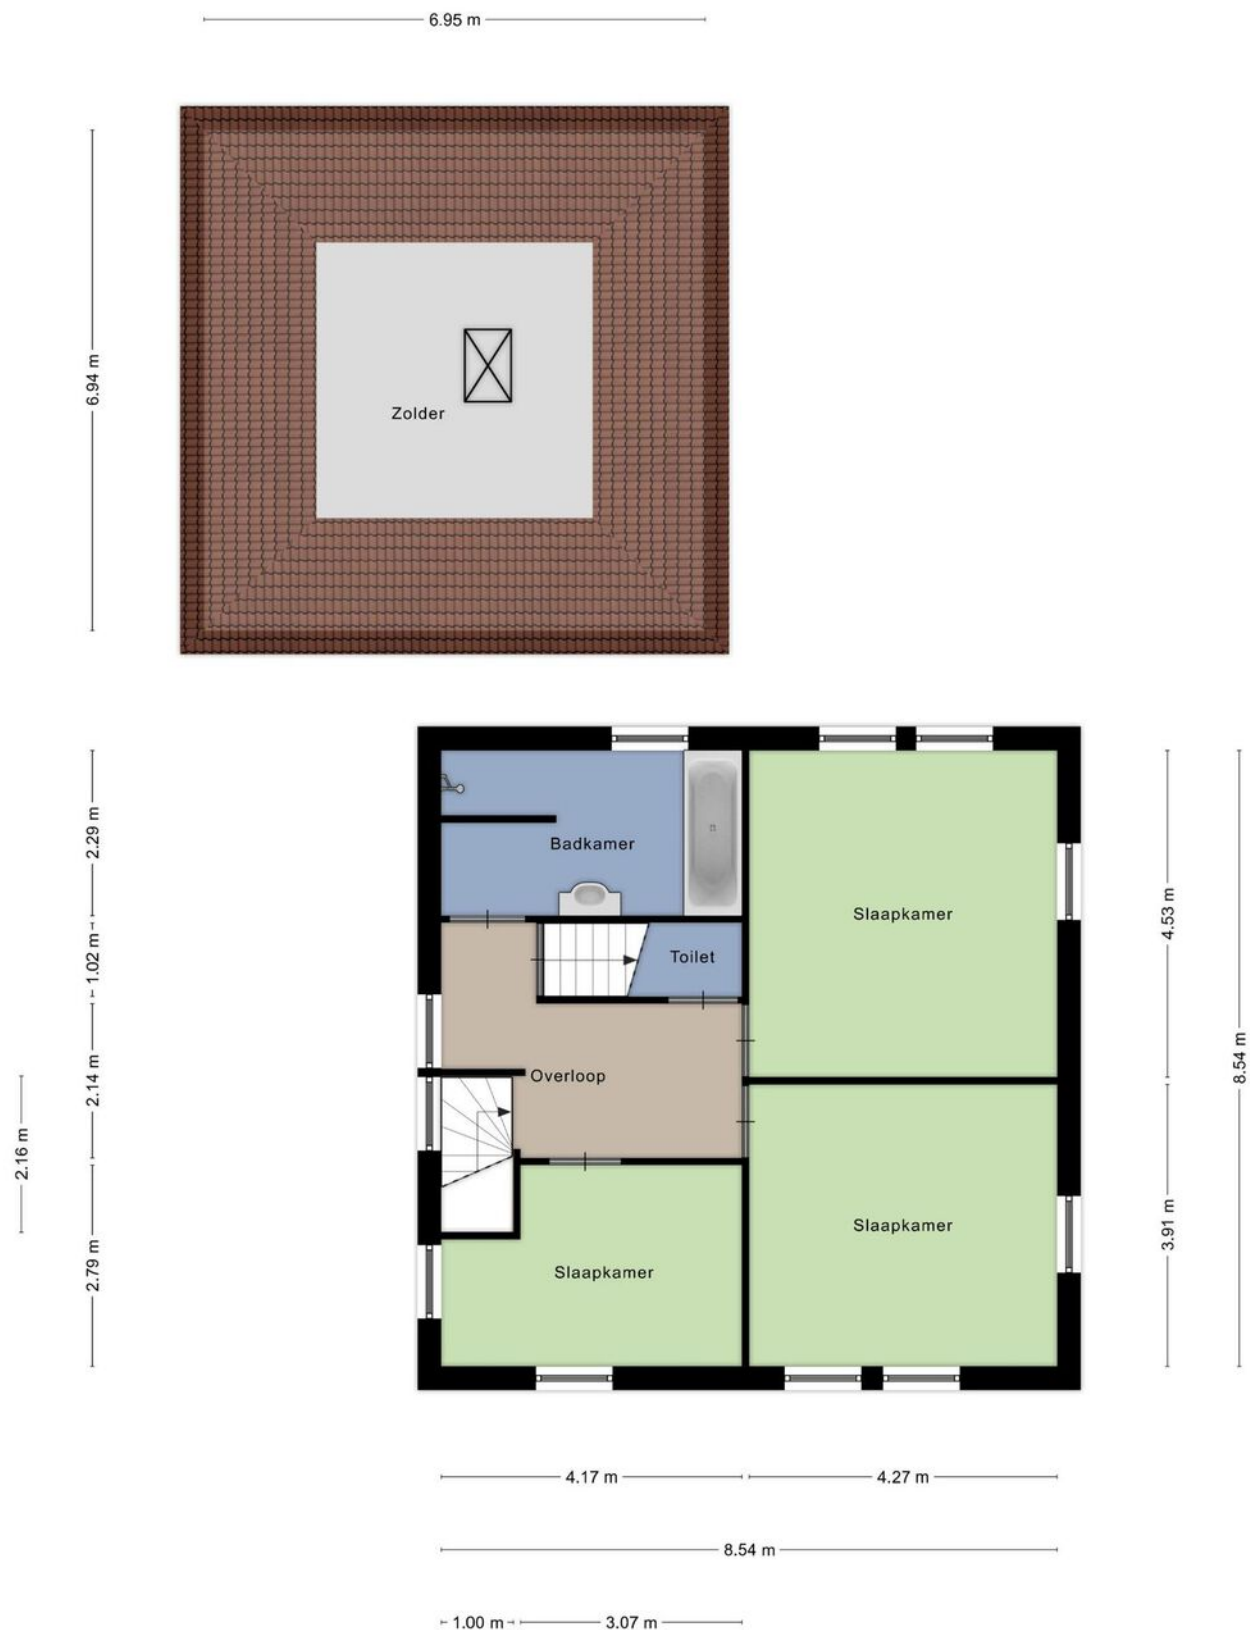 6.95 m
6.94 m
Zolder
2.29 m
1.02 m
2.14 m
2.79 m
2.16 m
Badkamer
Toilet
Slaapkamer
Overloop
Slaapkamer
Slaapkamer
4.53 m
3.91 m
8.54 m
4.17 m
4.27 m
8.54 m
1.00 m
3.07 m